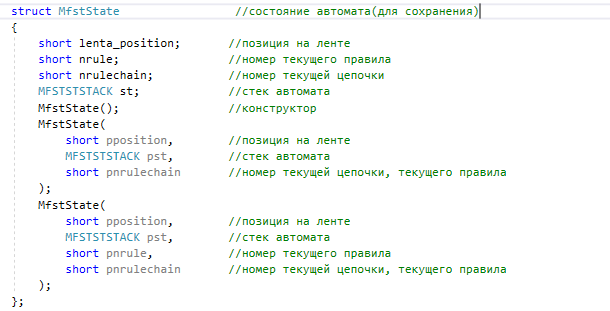 struct MfstState //состояние автомата(для сохранения)
{
short lenta_position; //позиция на ленте
short nrule; //номер текущего правила
short nrulechain; //номер текущей цепочки
MFSTSTSTACK st; //стек автомата
MfstState(); //конструктор
MfstState(
short pposition, //позиция на ленте
MFSTSTSTACK pst, //стек автомата
short pnrulechain //номер текущей цепочки, текущего правила
);
MfstState(
short pposition, //позиция на ленте
MFSTSTSTACK pst, //стек автомата
short pnrule, //номер текущего правила
short pnrulechain //номер текущей цепочки, текущего правила
);
};